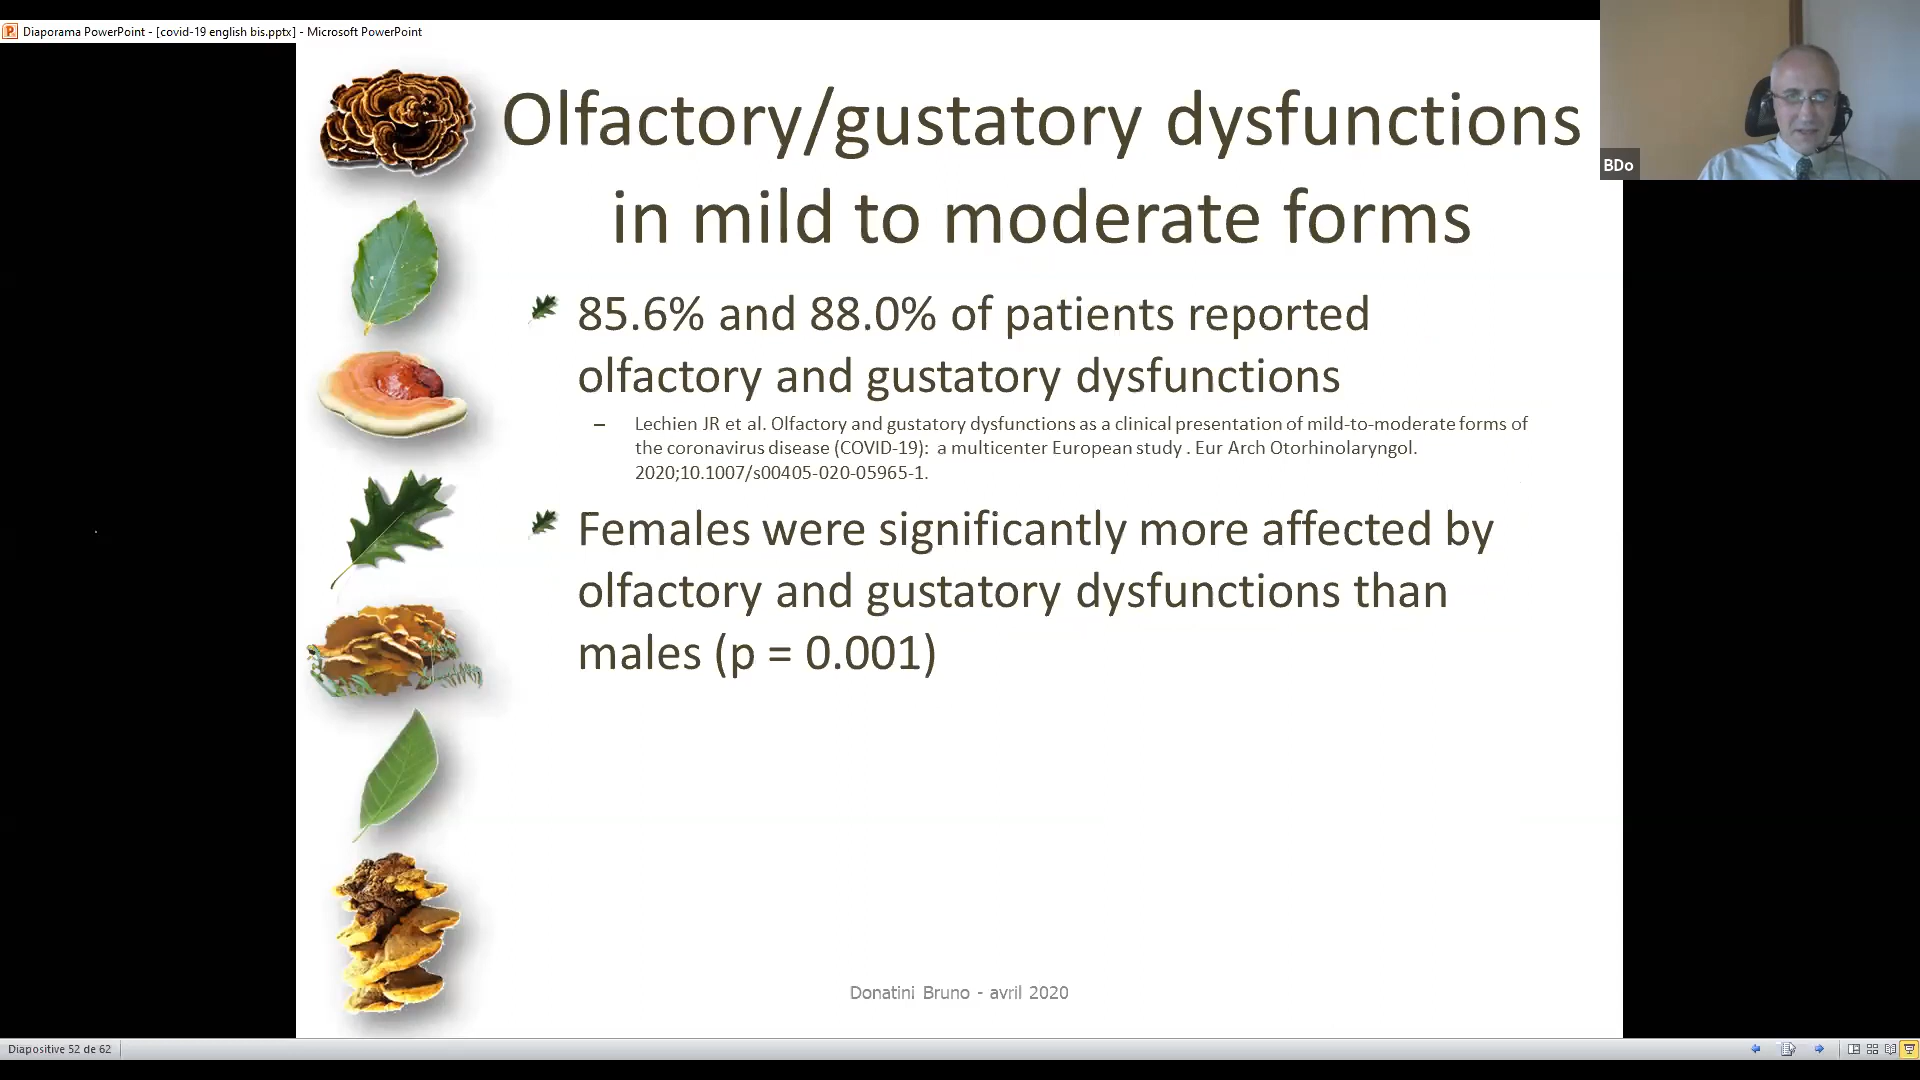 Diaporama PowerPoint - [covid-19 english bis.pptx] - Microsoft PowerPoint
BDo
Olfactory/gustatory dysfunctions
in mild to moderate forms
85.6% and 88.0% of patients reported
olfactory and gustatory dysfunctions
– Lechien JR et al. Olfactory and gustatory dysfunctions as a clinical presentation of mild-to-moderate forms of
the coronavirus disease (COVID-19): a multicenter European study . Eur Arch Otorhinolaryngol.
2020;10.1007/s00405-020-05965-1.
Females were significantly more affected by
olfactory and gustatory dysfunctions than
males (p = 0.001)
Donatini Bruno - avril 2020
Diapositive 52 de 62